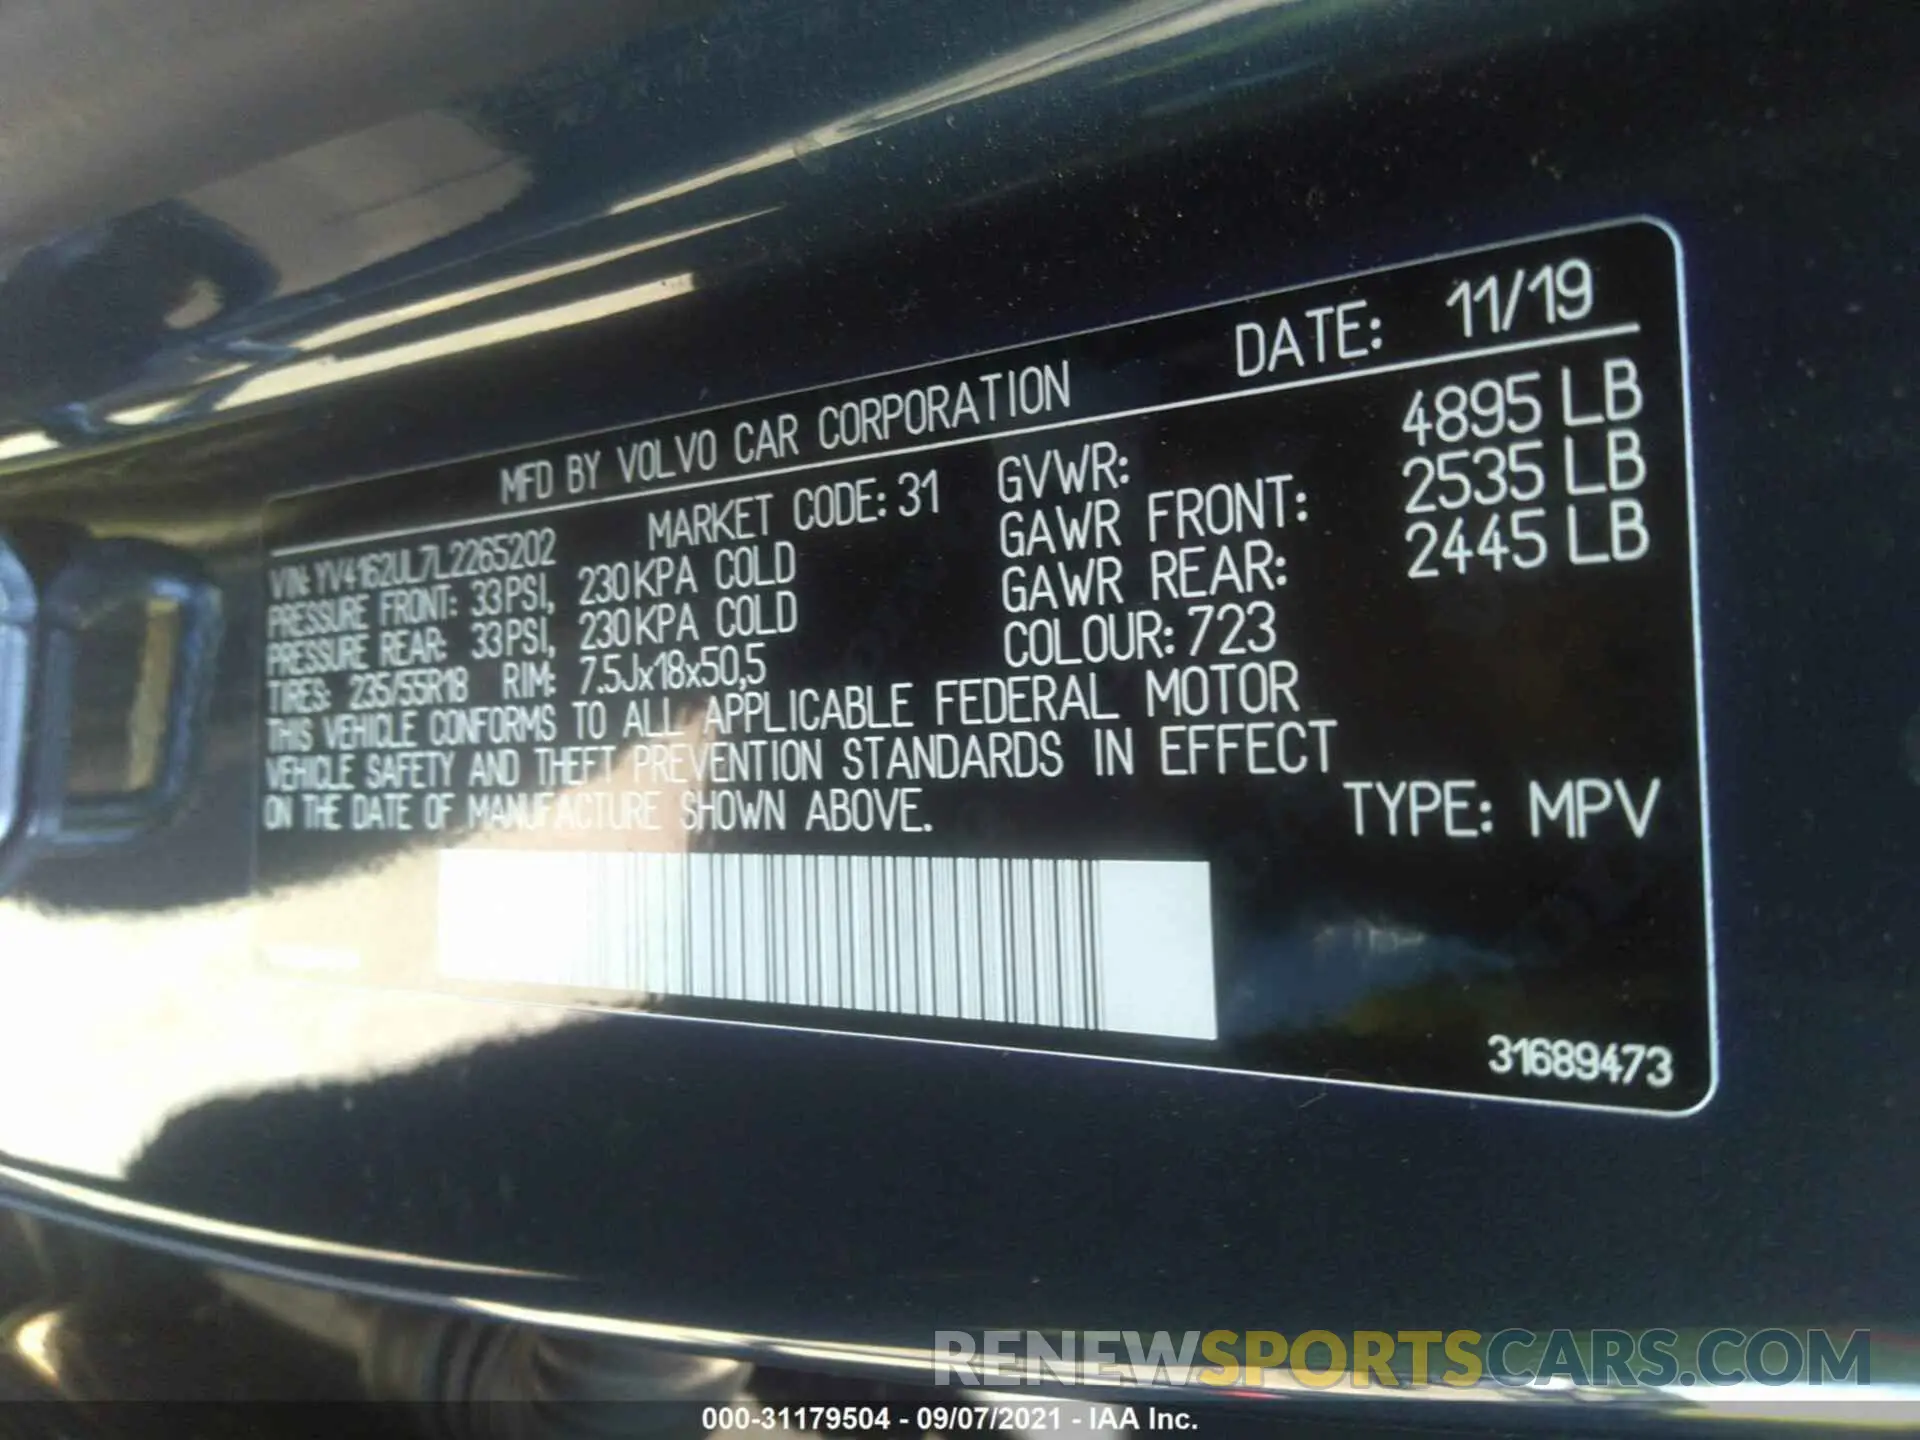 MFD BY VOLVO CAR CORPORATION DATE: 11/19
VIN: YV4162UL7L2265202 MARKET CODE: 31 GVWR: 4895 LB
PRESSURE FRONT: 33 PSI, 230 KPA COLD GAWR FRONT: 2535 LB
PRESSURE REAR: 33 PSI, 230 KPA COLD GAWR REAR: 2445 LB
TIRES: 235/55R18 RIM: 7.5Jx18x50,5 COLOUR: 723
THIS VEHICLE CONFORMS TO ALL APPLICABLE FEDERAL MOTOR
VEHICLE SAFETY AND THEFT PREVENTION STANDARDS IN EFFECT
ON THE DATE OF MANUFACTURE SHOWN ABOVE. TYPE: MPV
31689473
RENEWSPORTSCARS.COM
000-31179504 - 09/07/2021 - IAA Inc.